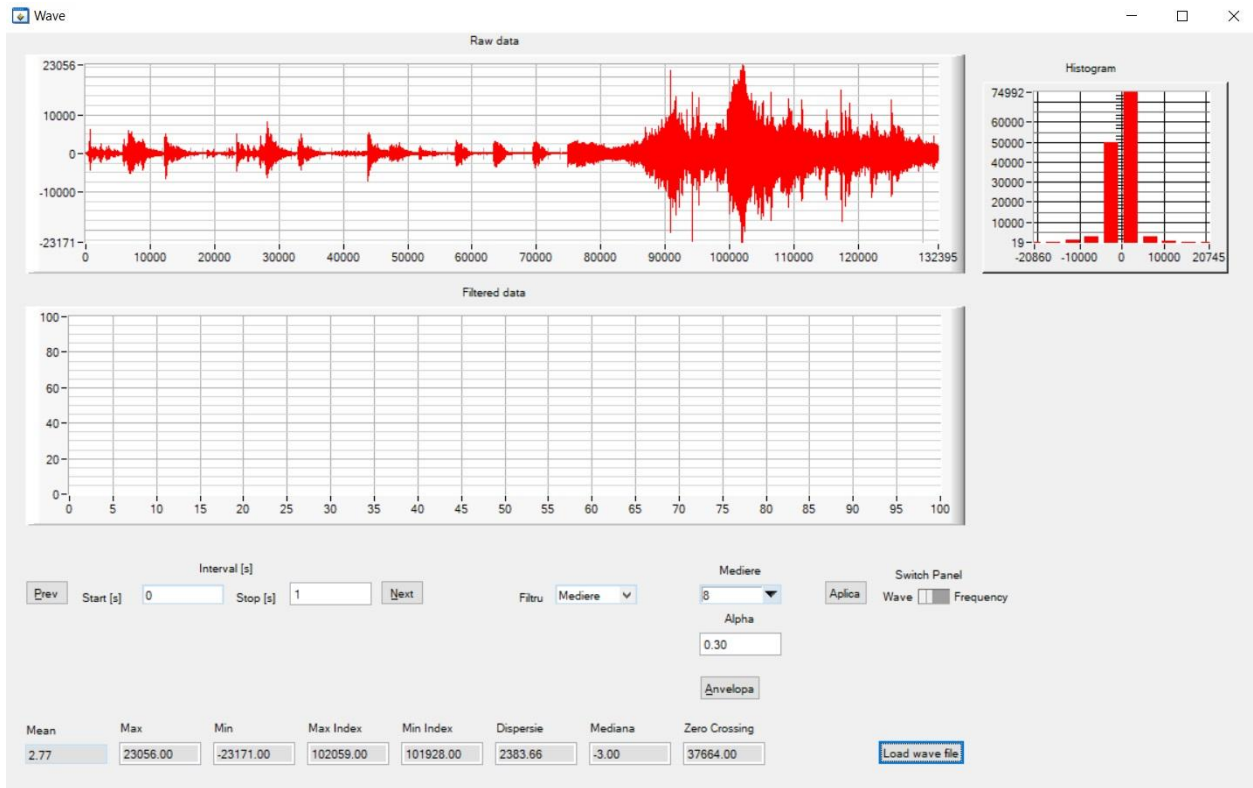 Wave
Raw data
23056
10000
0
-10000
-23171
0 10000 20000 30000 40000 50000 60000 70000 80000 90000 100000 110000 120000 132395
Histogram
74992
60000
50000
40000
30000
20000
10000
19
-20860 -10000 0 10000 20745
Filtered data
100
80
60
40
20
0
0 5 10 15 20 25 30 35 40 45 50 55 60 65 70 75 80 85 90 95 100
Interval [s]
Prev Start [s] 0 Stop [s] 1 Next
Filtru Mediere
Mediere
8
Alpha
0.30
Anvelopa
Aplica
Switch Panel
Wave Frequency
Mean Max Min Max Index Min Index Dispersie Mediana Zero Crossing
2.77 23056.00 -23171.00 102059.00 101928.00 2383.66 -3.00 37664.00
Load wave file